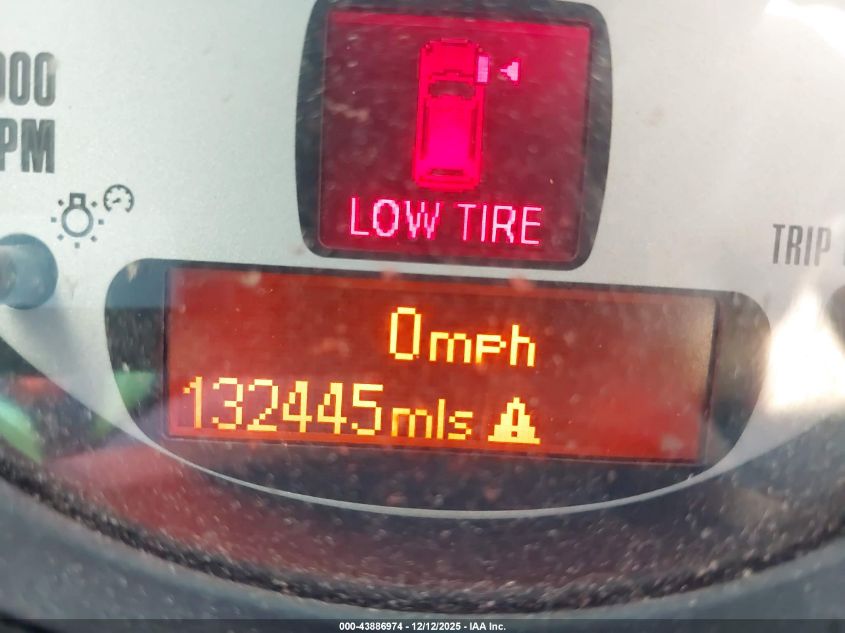 000
PM
LOW TIRE
TRIP
0mph
132445mls
000-43886974 - 12/12/2025 - IAA Inc.